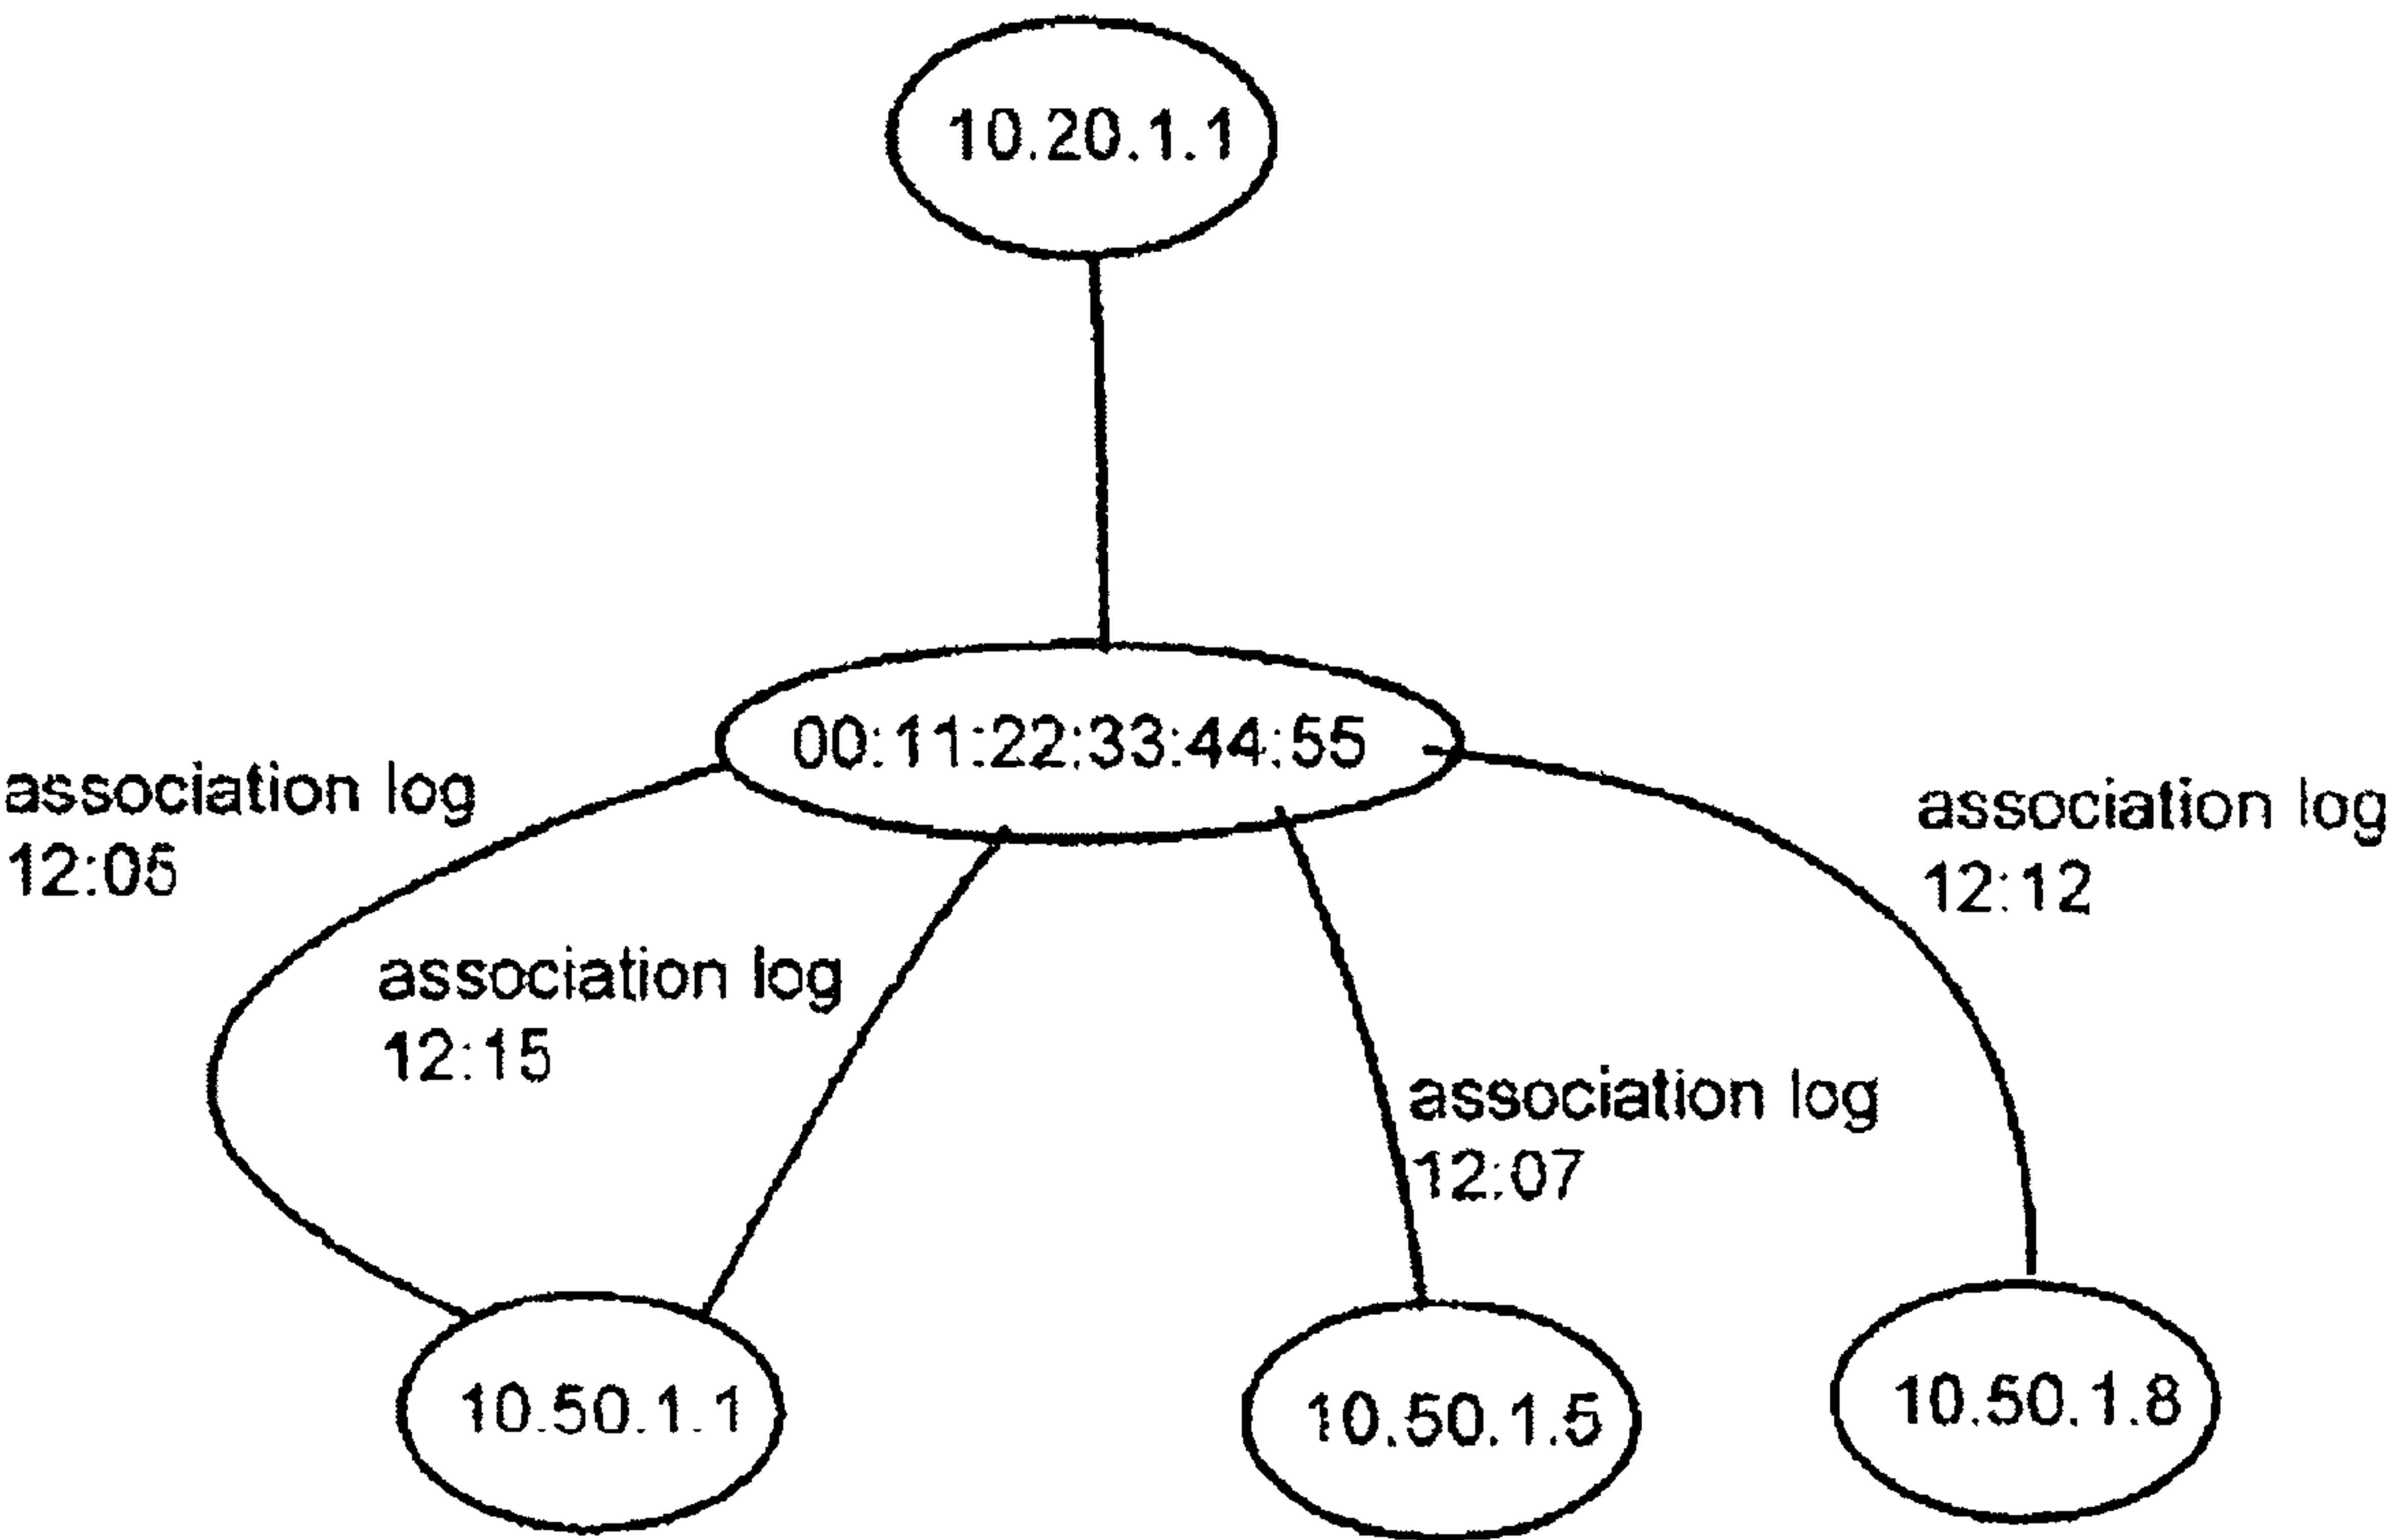 10.20.1.1
00:11:22:33:44:55
association log
12:05
association log
12:12
association log
12:15
association log
12:07
10.50.1.1
10.50.1.5
10.50.1.8